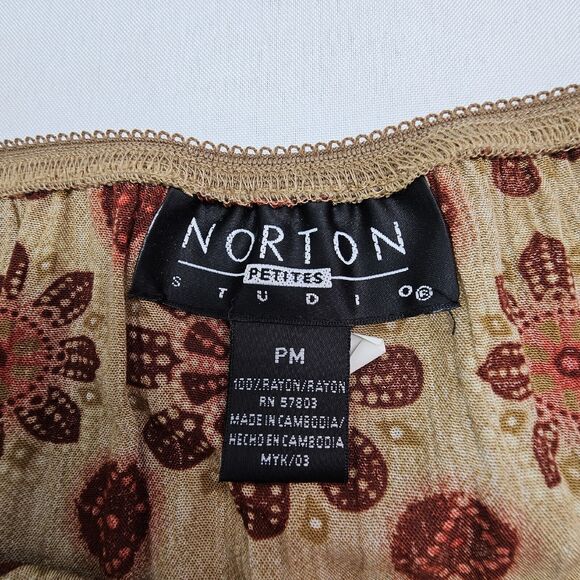 NORTON
PETITES
STUDIO®
PM
100% RAYON/RAYON
RN 57803
MADE IN CAMBODIA/
HECHO EN CAMBODIA
MYK/03